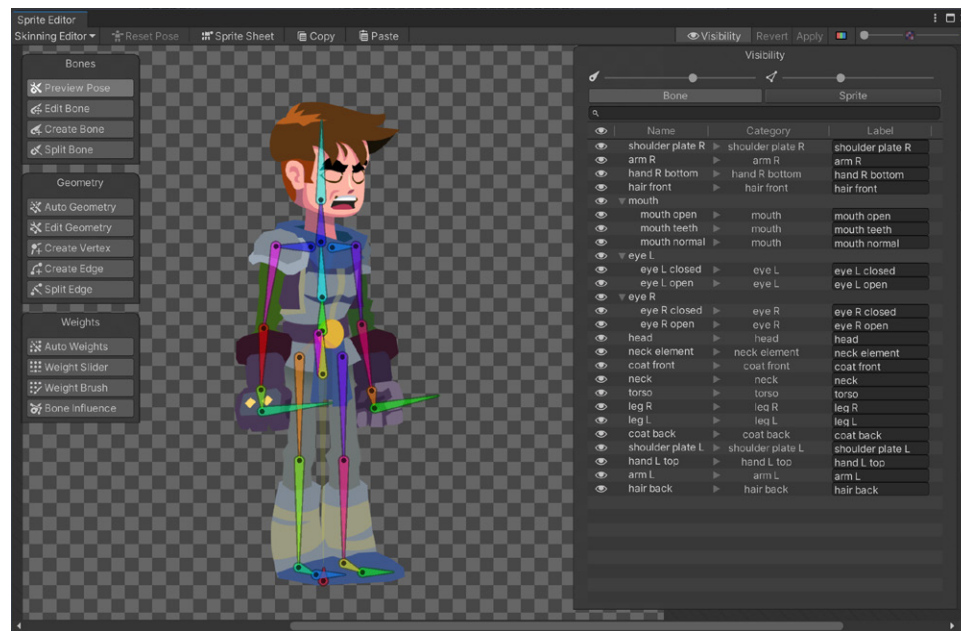 Sprite Editor
Skinning Editor Reset Pose Sprite Sheet Copy Paste Visibility Revert Apply
Bones
Preview Pose
Edit Bone
Create Bone
Split Bone
Geometry
Auto Geometry
Edit Geometry
Create Vertex
Create Edge
Split Edge
Weights
Auto Weights
Weight Slider
Weight Brush
Bone Influence
Visibility
Bone Sprite
Name Category Label
shoulder plate R shoulder plate R shoulder plate R
arm R arm R arm R
hand R bottom hand R bottom hand R bottom
hair front hair front hair front
mouth
mouth open mouth mouth open
mouth teeth mouth mouth teeth
mouth normal mouth mouth normal
eye L
eye L closed eye L eye L closed
eye L open eye L eye L open
eye R
eye R closed eye R eye R closed
eye R open eye R eye R open
head head head
neck element neck element neck element
coat front coat front coat front
neck neck neck
torso torso torso
leg R leg R leg R
leg L leg L leg L
coat back coat back coat back
shoulder plate L shoulder plate L shoulder plate L
hand L top hand L top hand L top
arm L arm L arm L
hair back hair back hair back